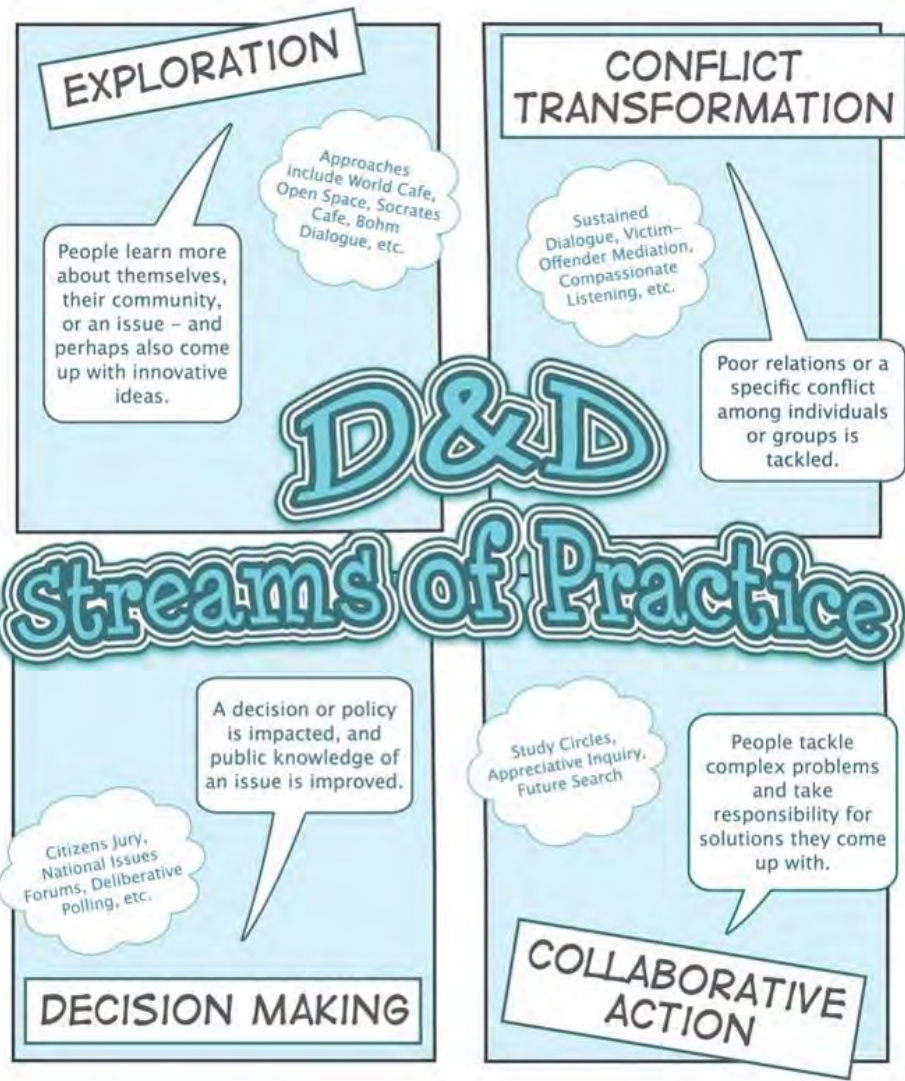 EXPLORATION
Approaches
include World Cafe,
Open Space, Socrates
Cafe, Bohm
Dialogue, etc.
People learn more
about themselves,
their community,
or an issue – and
perhaps also come
up with innovative
ideas.
CONFLICT
TRANSFORMATION
Sustained
Dialogue, Victim-
Offender Mediation,
Compassionate
Listening, etc.
Poor relations or a
specific conflict
among individuals
or groups is
tackled.
D&D
Streams of Practice
A decision or policy
is impacted, and
public knowledge of
an issue is improved.
Citizens Jury,
National Issues
Forums, Deliberative
Polling, etc.
DECISION MAKING
Study Circles,
Appreciative Inquiry,
Future Search
People tackle
complex problems
and take
responsibility for
solutions they come
up with.
COLLABORATIVE
ACTION